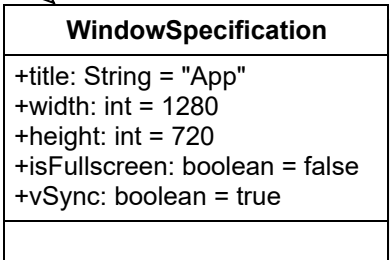 WindowSpecification
+title: String = "App"
+width: int = 1280
+height: int = 720
+isFullscreen: boolean = false
+vSync: boolean = true